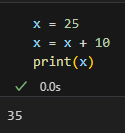 x = 25
x = x + 10
print(x)
0.0s
35